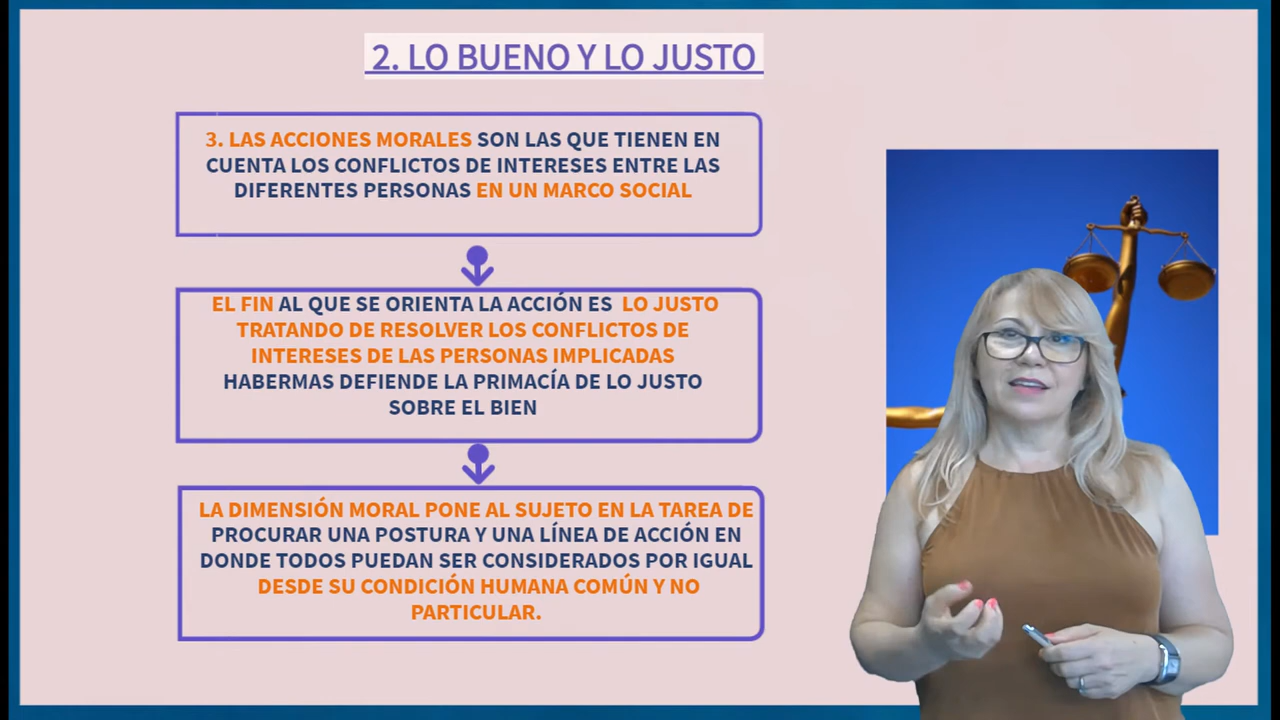 2. LO BUENO Y LO JUSTO
3. LAS ACCIONES MORALES SON LAS QUE TIENEN EN
CUENTA LOS CONFLICTOS DE INTERESES ENTRE LAS
DIFERENTES PERSONAS EN UN MARCO SOCIAL
EL FIN AL QUE SE ORIENTA LA ACCIÓN ES LO JUSTO
TRATANDO DE RESOLVER LOS CONFLICTOS DE
INTERESES DE LAS PERSONAS IMPLICADAS
HABERMAS DEFIENDE LA PRIMACÍA DE LO JUSTO
SOBRE EL BIEN
LA DIMENSIÓN MORAL PONE AL SUJETO EN LA TAREA DE
PROCURAR UNA POSTURA Y UNA LÍNEA DE ACCIÓN EN
DONDE TODOS PUEDAN SER CONSIDERADOS POR IGUAL
DESDE SU CONDICIÓN HUMANA COMÚN Y NO
PARTICULAR.